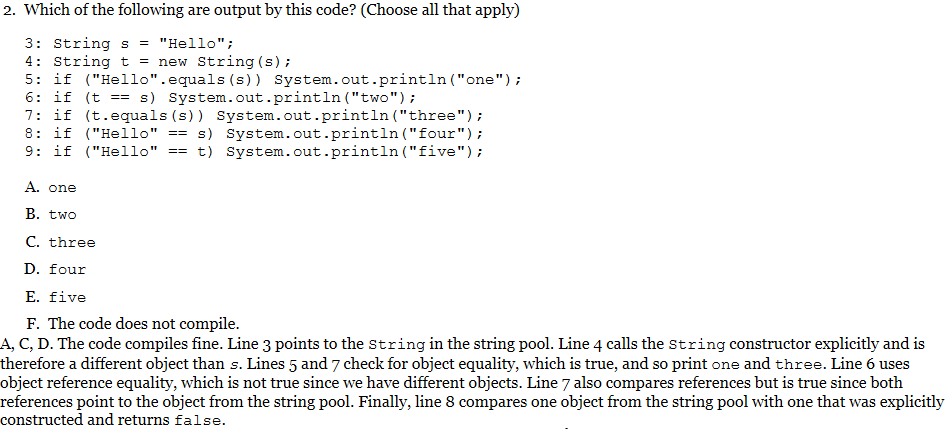 2. Which of the following are output by this code? (Choose all that apply)
3: String s = "Hello";
4: String t = new String(s);
5: if ("Hello".equals(s)) System.out.println("one");
6: if (t == s) System.out.println("two");
7: if (t.equals(s)) System.out.println("three");
8: if ("Hello" == s) System.out.println("four");
9: if ("Hello" == t) System.out.println("five");
A. one
B. two
C. three
D. four
E. five
F. The code does not compile.
A, C, D. The code compiles fine. Line 3 points to the String in the string pool. Line 4 calls the String constructor explicitly and is
therefore a different object than s. Lines 5 and 7 check for object equality, which is true, and so print one and three. Line 6 uses
object reference equality, which is not true since we have different objects. Line 7 also compares references but is true since both
references point to the object from the string pool. Finally, line 8 compares one object from the string pool with one that was explicitly
constructed and returns false.